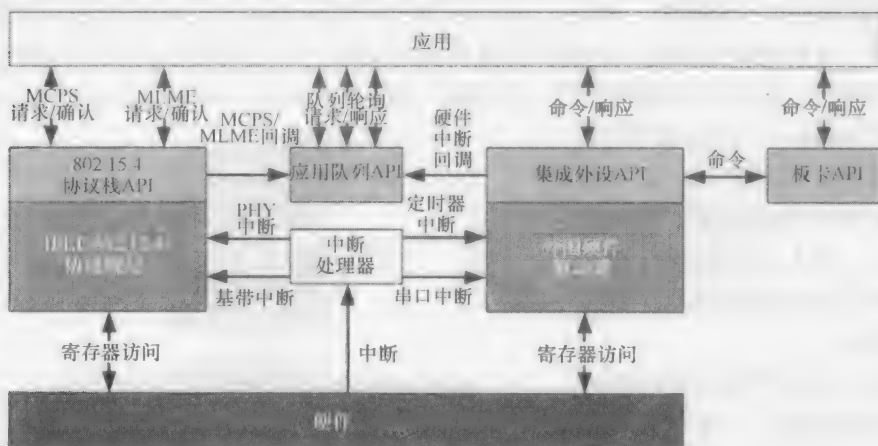 应用
MCPS
请求/确认
MLME
请求/确认
MCPS/
MLME回调
队列轮询
请求/响应
硬件
中断
回调
命令/响应
命令/响应
802.15.4
协议栈API
应用队列API
集成外设API
命令
板卡API
PHY
中断
定时器
中断
中断
处理器
基带中断
串口中断
寄存器访问
中断
寄存器访问
硬件